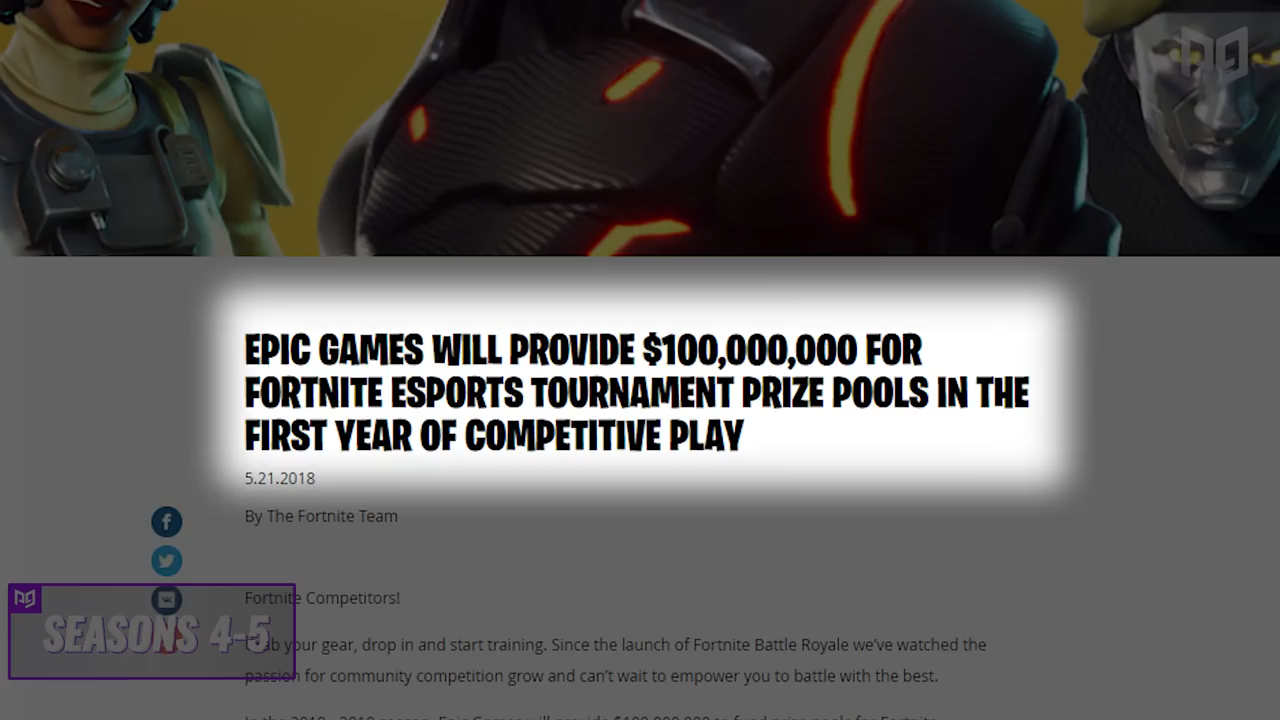 EPIC GAMES WILL PROVIDE $100,000,000 FOR
FORTNITE ESPORTS TOURNAMENT PRIZE POOLS IN THE
FIRST YEAR OF COMPETITIVE PLAY
5.21.2018
By The Fortnite Team
Fortnite Competitors!
SEASONS 4-5
your gear, drop in and start training. Since the launch of Fortnite Battle Royale we've watched the
passion for community competition grow and can't wait to empower you to battle with the best.